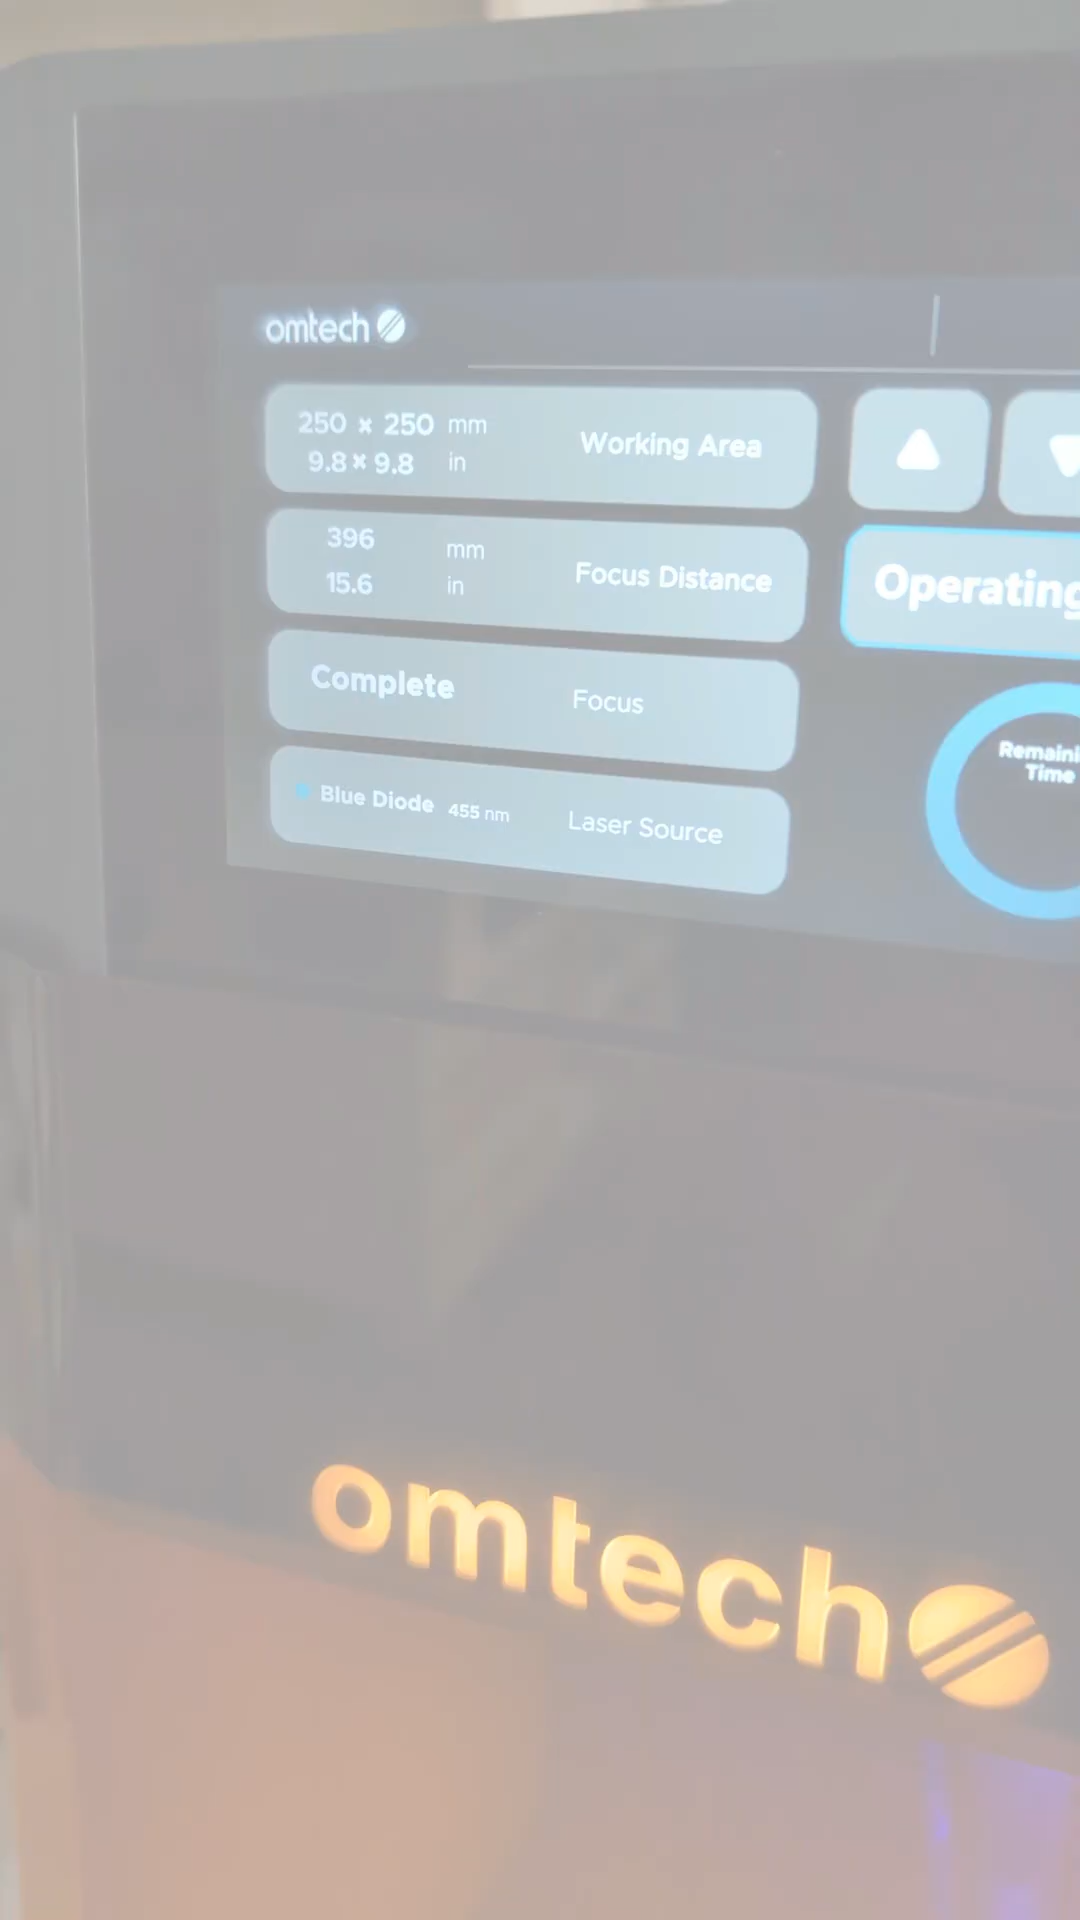 omtech
250 × 250 mm
9.8 × 9.8 in
Working Area
396 mm
15.6 in
Focus Distance
Complete
Focus
Blue Diode 455 nm
Laser Source
Operating
Time
omtech